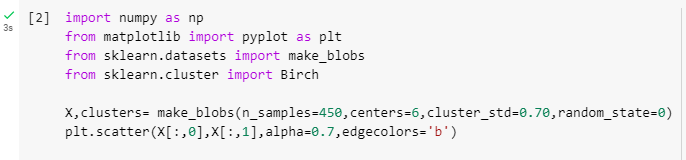 [2] import numpy as np
3s
from matplotlib import pyplot as plt
from sklearn.datasets import make_blobs
from sklearn.cluster import Birch
X,clusters= make_blobs(n_samples=450,centers=6,cluster_std=0.70,random_state=0)
plt.scatter(X[:,0],X[:,1],alpha=0.7,edgecolors='b')